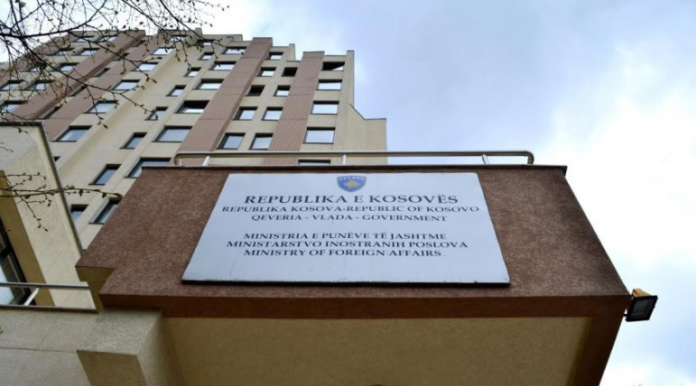 REPUBLIKA E KOSOVËS
REPUBLIKA KOSOVA-REPUBLIC OF KOSOVO
QEVERIA - VLADA - GOVERNMENT
MINISTRIA E PUNËVE TË JASHTME
MINISTARSTVO INOSTRANIH POSLOVA
MINISTRY OF FOREIGN AFFAIRS